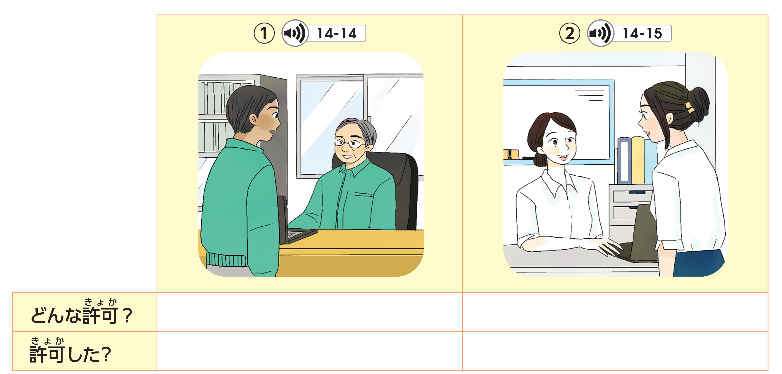 ① 14-14
② 14-15
どんな許可？
きょか
許可した？
きょか